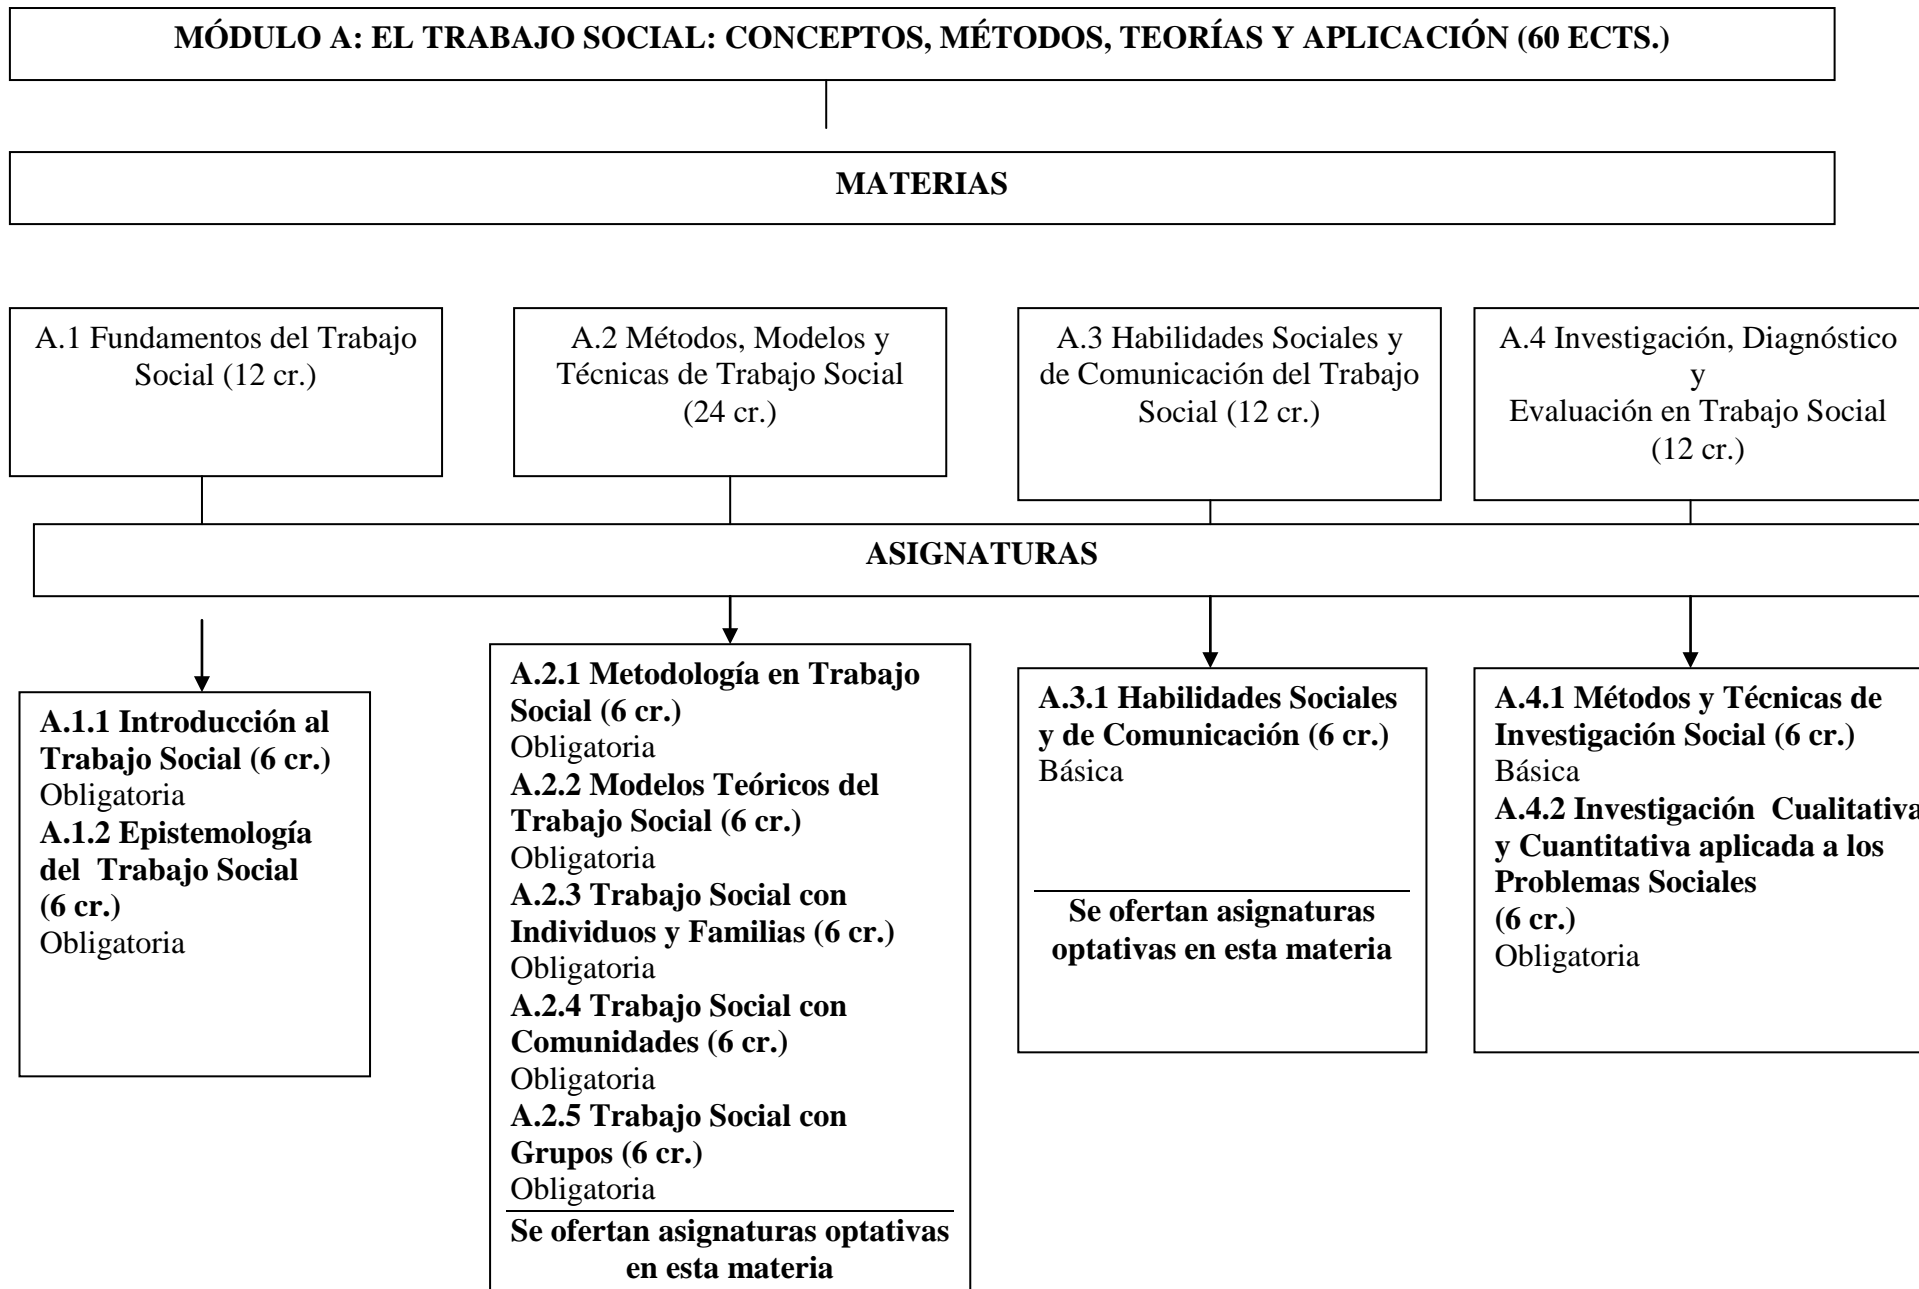 MÓDULO A: EL TRABAJO SOCIAL: CONCEPTOS, MÉTODOS, TEORÍAS Y APLICACIÓN (60 ECTS.)
MATERIAS
A.1 Fundamentos del Trabajo
Social (12 cr.)
A.2 Métodos, Modelos y
Técnicas de Trabajo Social
(24 cr.)
A.3 Habilidades Sociales y
de Comunicación del Trabajo
Social (12 cr.)
A.4 Investigación, Diagnóstico
y
Evaluación en Trabajo Social
(12 cr.)
ASIGNATURAS
A.1.1 Introducción al
Trabajo Social (6 cr.)
Obligatoria
A.1.2 Epistemología
del Trabajo Social
(6 cr.)
Obligatoria
A.2.1 Metodología en Trabajo
Social (6 cr.)
Obligatoria
A.2.2 Modelos Teóricos del
Trabajo Social (6 cr.)
Obligatoria
A.2.3 Trabajo Social con
Individuos y Familias (6 cr.)
Obligatoria
A.2.4 Trabajo Social con
Comunidades (6 cr.)
Obligatoria
A.2.5 Trabajo Social con
Grupos (6 cr.)
Obligatoria
Se ofertan asignaturas optativas
en esta materia
A.3.1 Habilidades Sociales
y de Comunicación (6 cr.)
Básica
Se ofertan asignaturas
optativas en esta materia
A.4.1 Métodos y Técnicas de
Investigación Social (6 cr.)
Básica
A.4.2 Investigación Cualitativa
y Cuantitativa aplicada a los
Problemas Sociales
(6 cr.)
Obligatoria